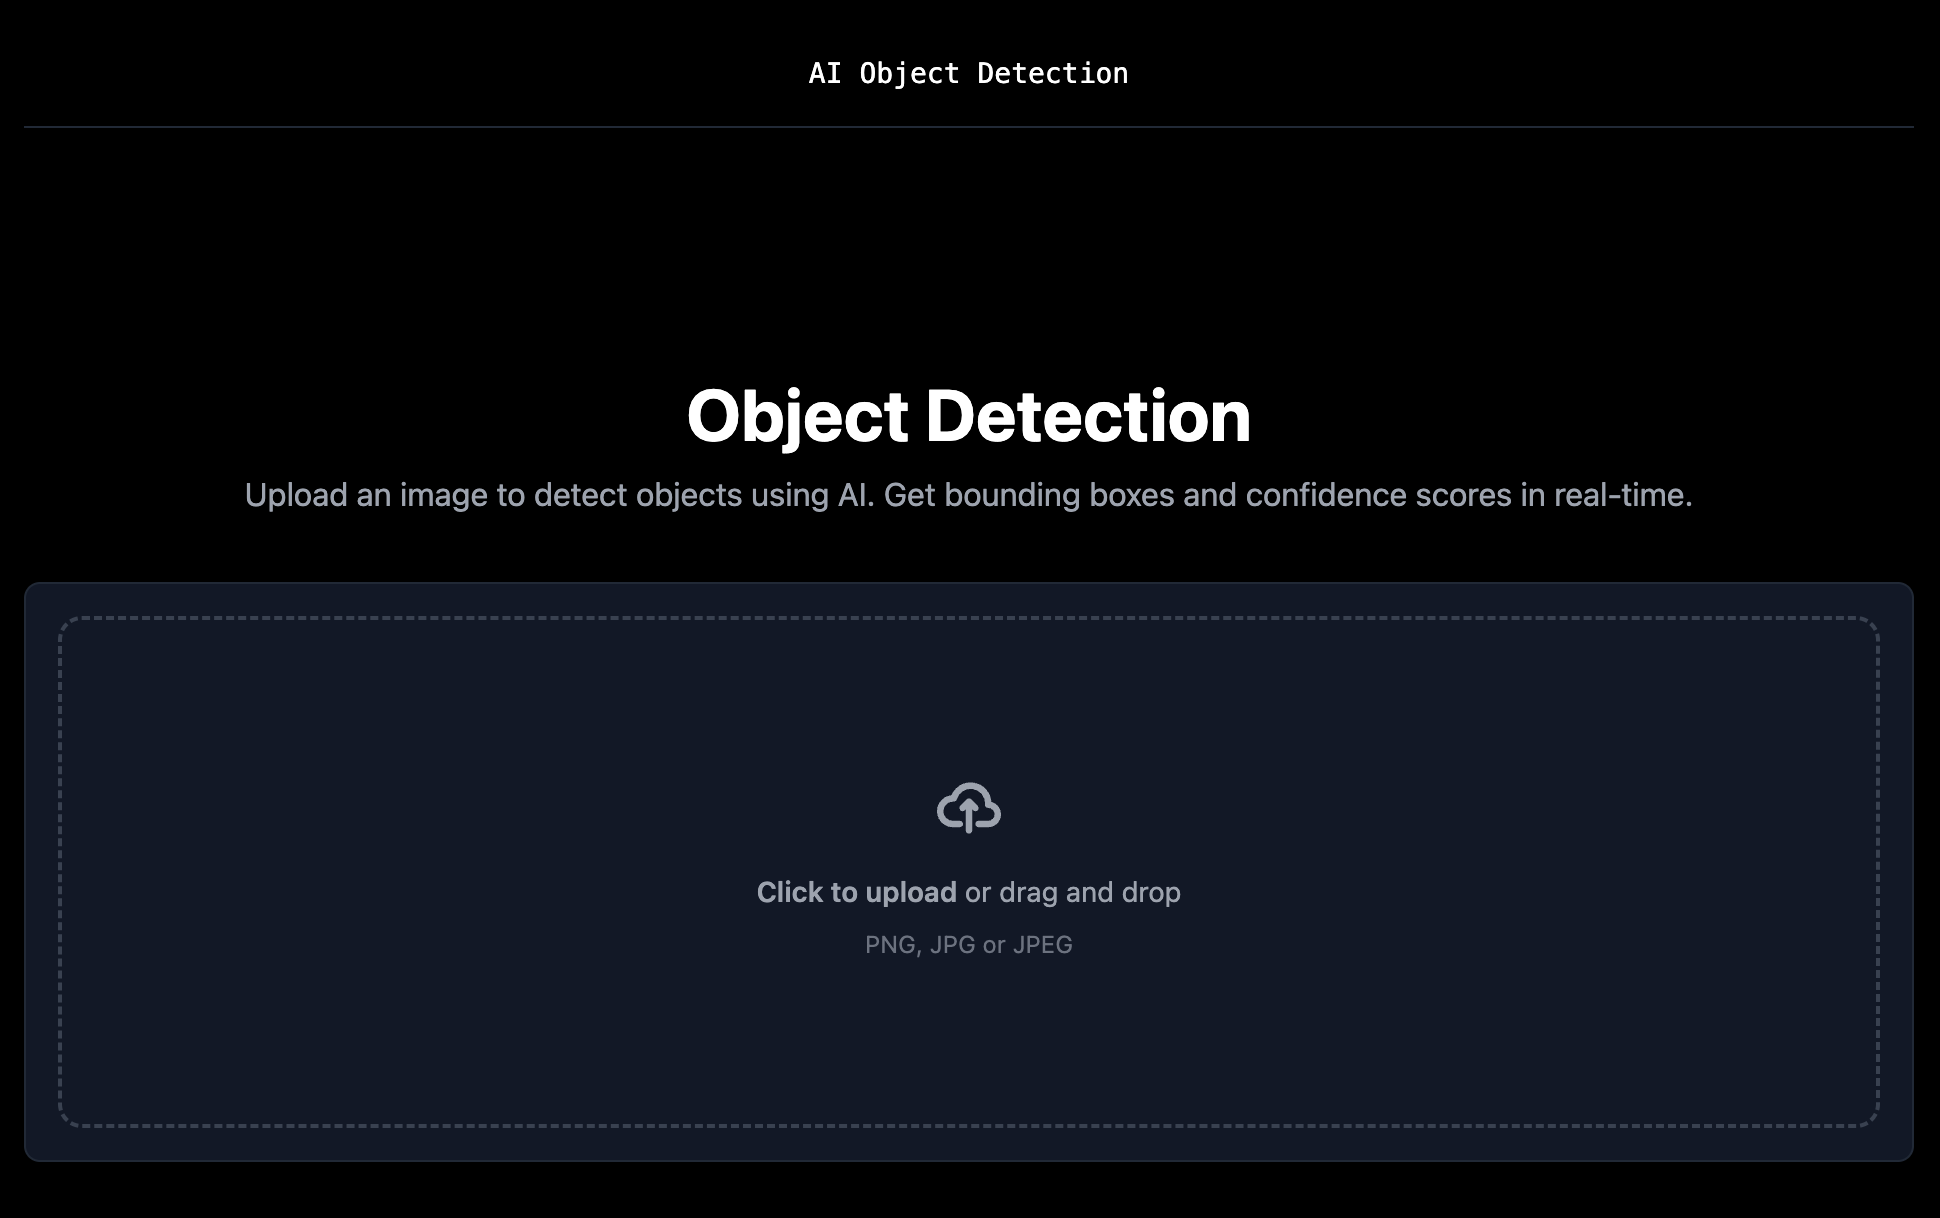 AI Object Detection
Object Detection
Upload an image to detect objects using AI. Get bounding boxes and confidence scores in real-time.
Click to upload or drag and drop
PNG, JPG or JPEG